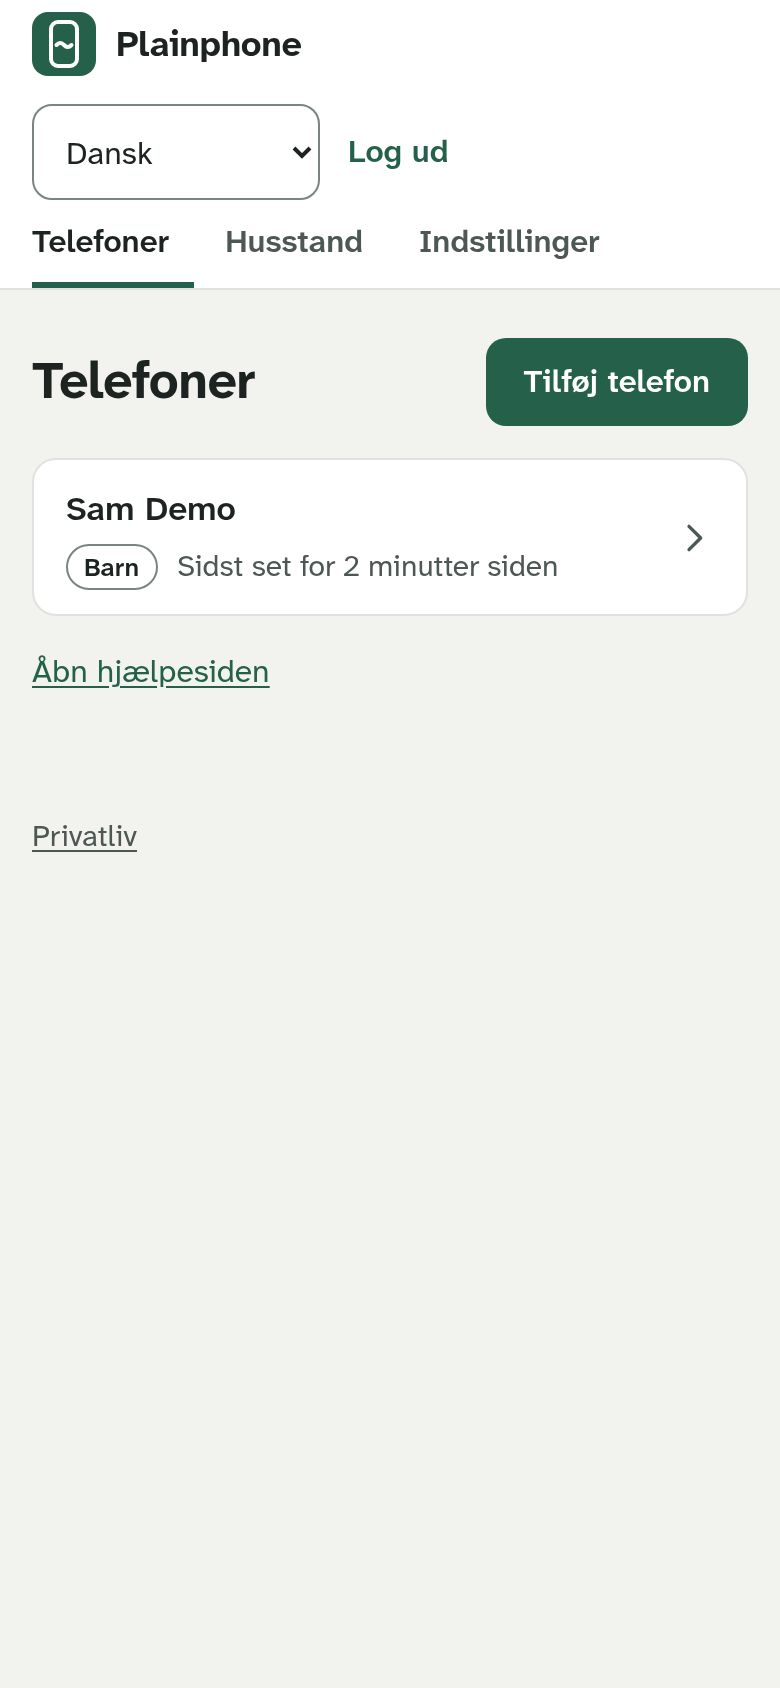 Plainphone
Dansk
Log ud
Telefoner
Husstand
Indstillinger
Telefoner
Tilføj telefon
Sam Demo
Barn
Sidst set for 2 minutter siden
Åbn hjælpesiden
Privatliv